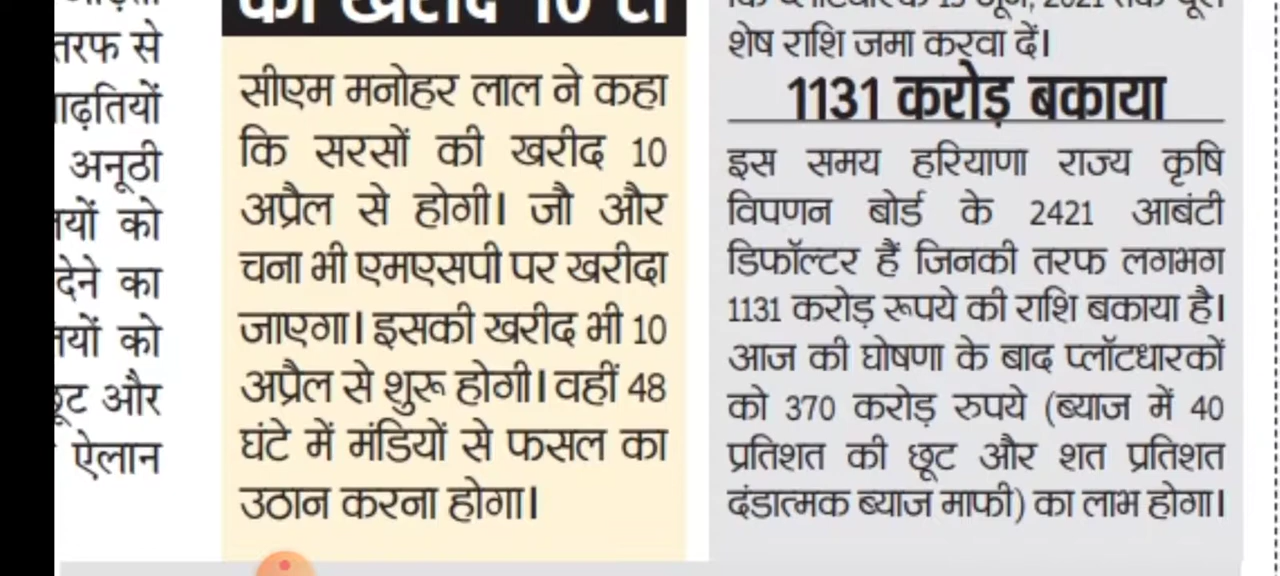 तरफ से
अनूठी
को
देने का
को
और
ऐलान
की खरीद 10 से
सीएम मनोहर लाल ने कहा
कि सरसों की खरीद 10
अप्रैल से होगी। जौ और
चना भी एमएसपी पर खरीदा
जाएगा। इसकी खरीद भी 10
अप्रैल से शुरू होगी। वहीं 48
घंटे में मंडियों से फसल का
उठान करना होगा।
शेष राशि जमा करवा दें।
1131 करोड़ बकाया
इस समय हरियाणा राज्य कृषि
विपणन बोर्ड के 2421 आबंटी
डिफॉल्टर हैं जिनकी तरफ लगभग
1131 करोड़ रूपये की राशि बकाया है।
आज की घोषणा के बाद प्लॉटधारकों
को 370 करोड़ रुपये (ब्याज में 40
प्रतिशत की छूट और शत प्रतिशत
दंडात्मक ब्याज माफी) का लाभ होगा।